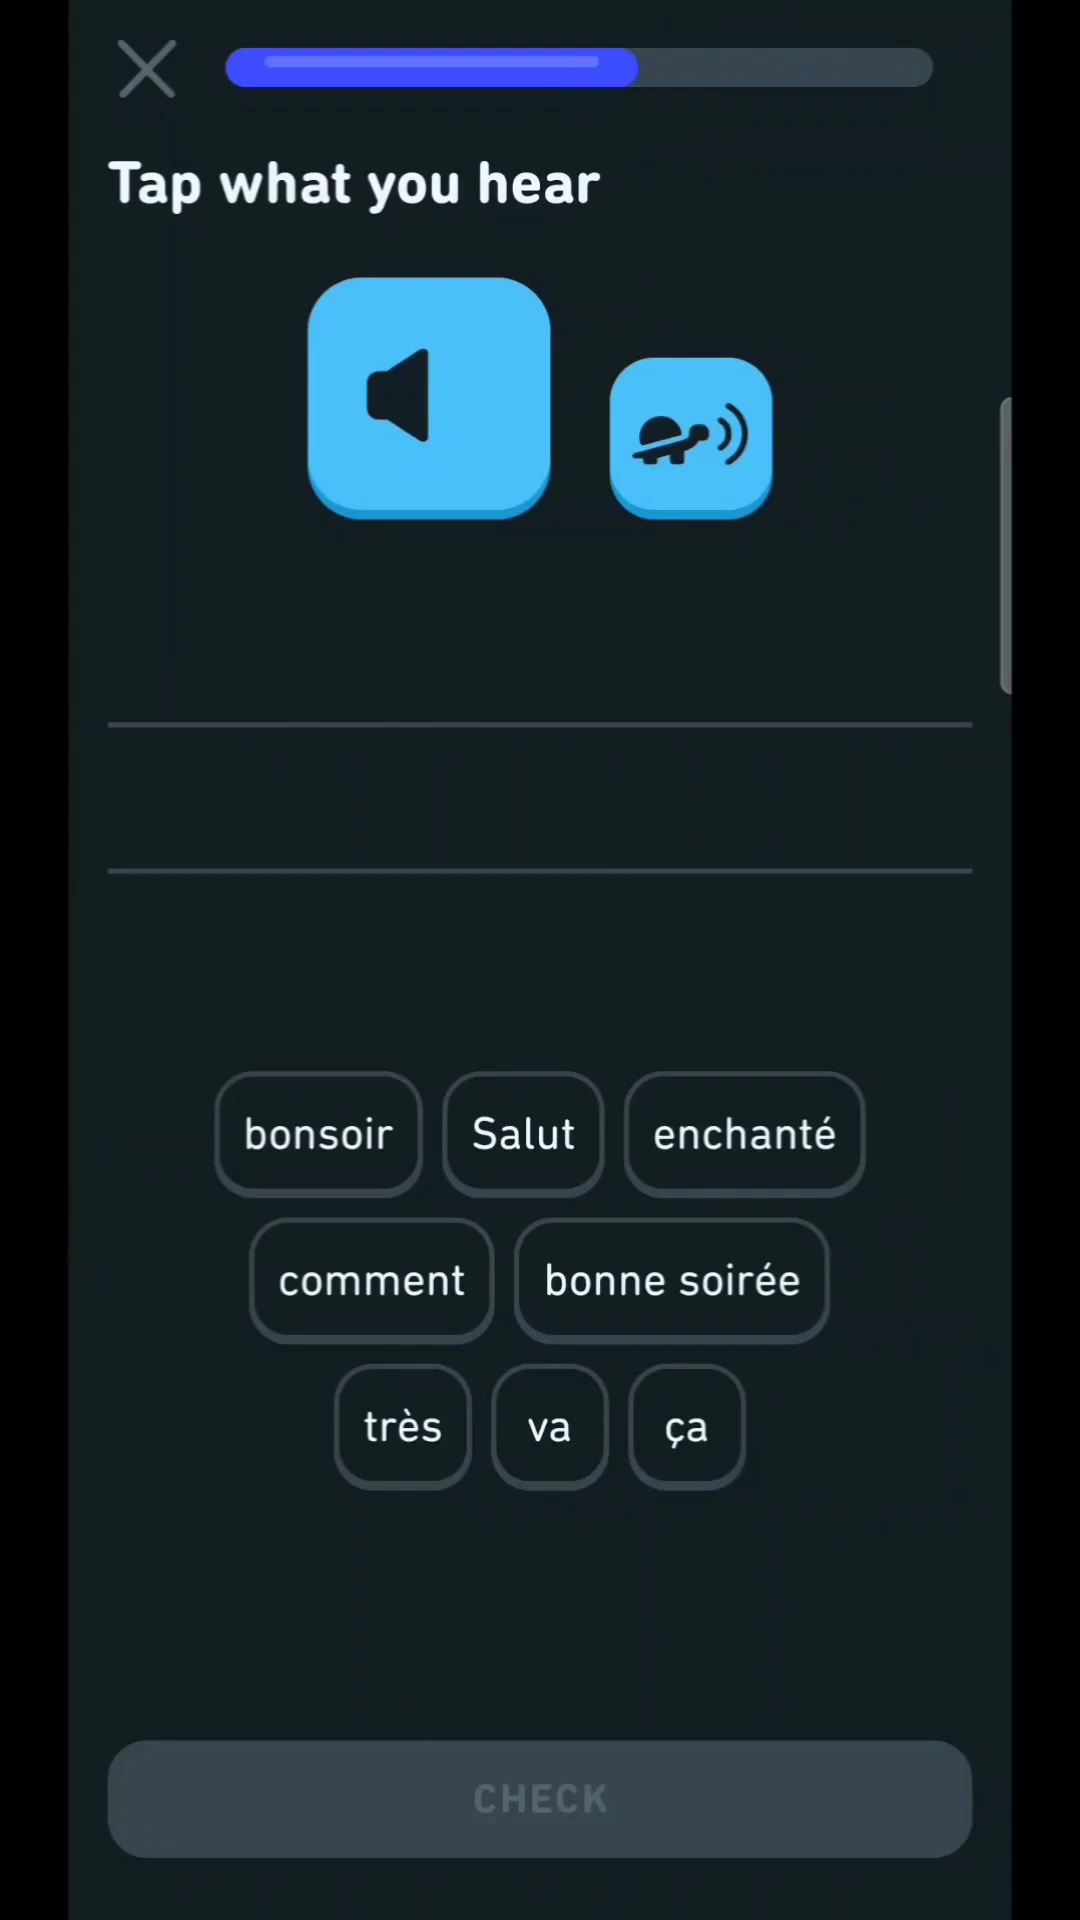 Tap what you hear
bonsoir Salut enchanté
comment bonne soirée
très va ça
CHECK